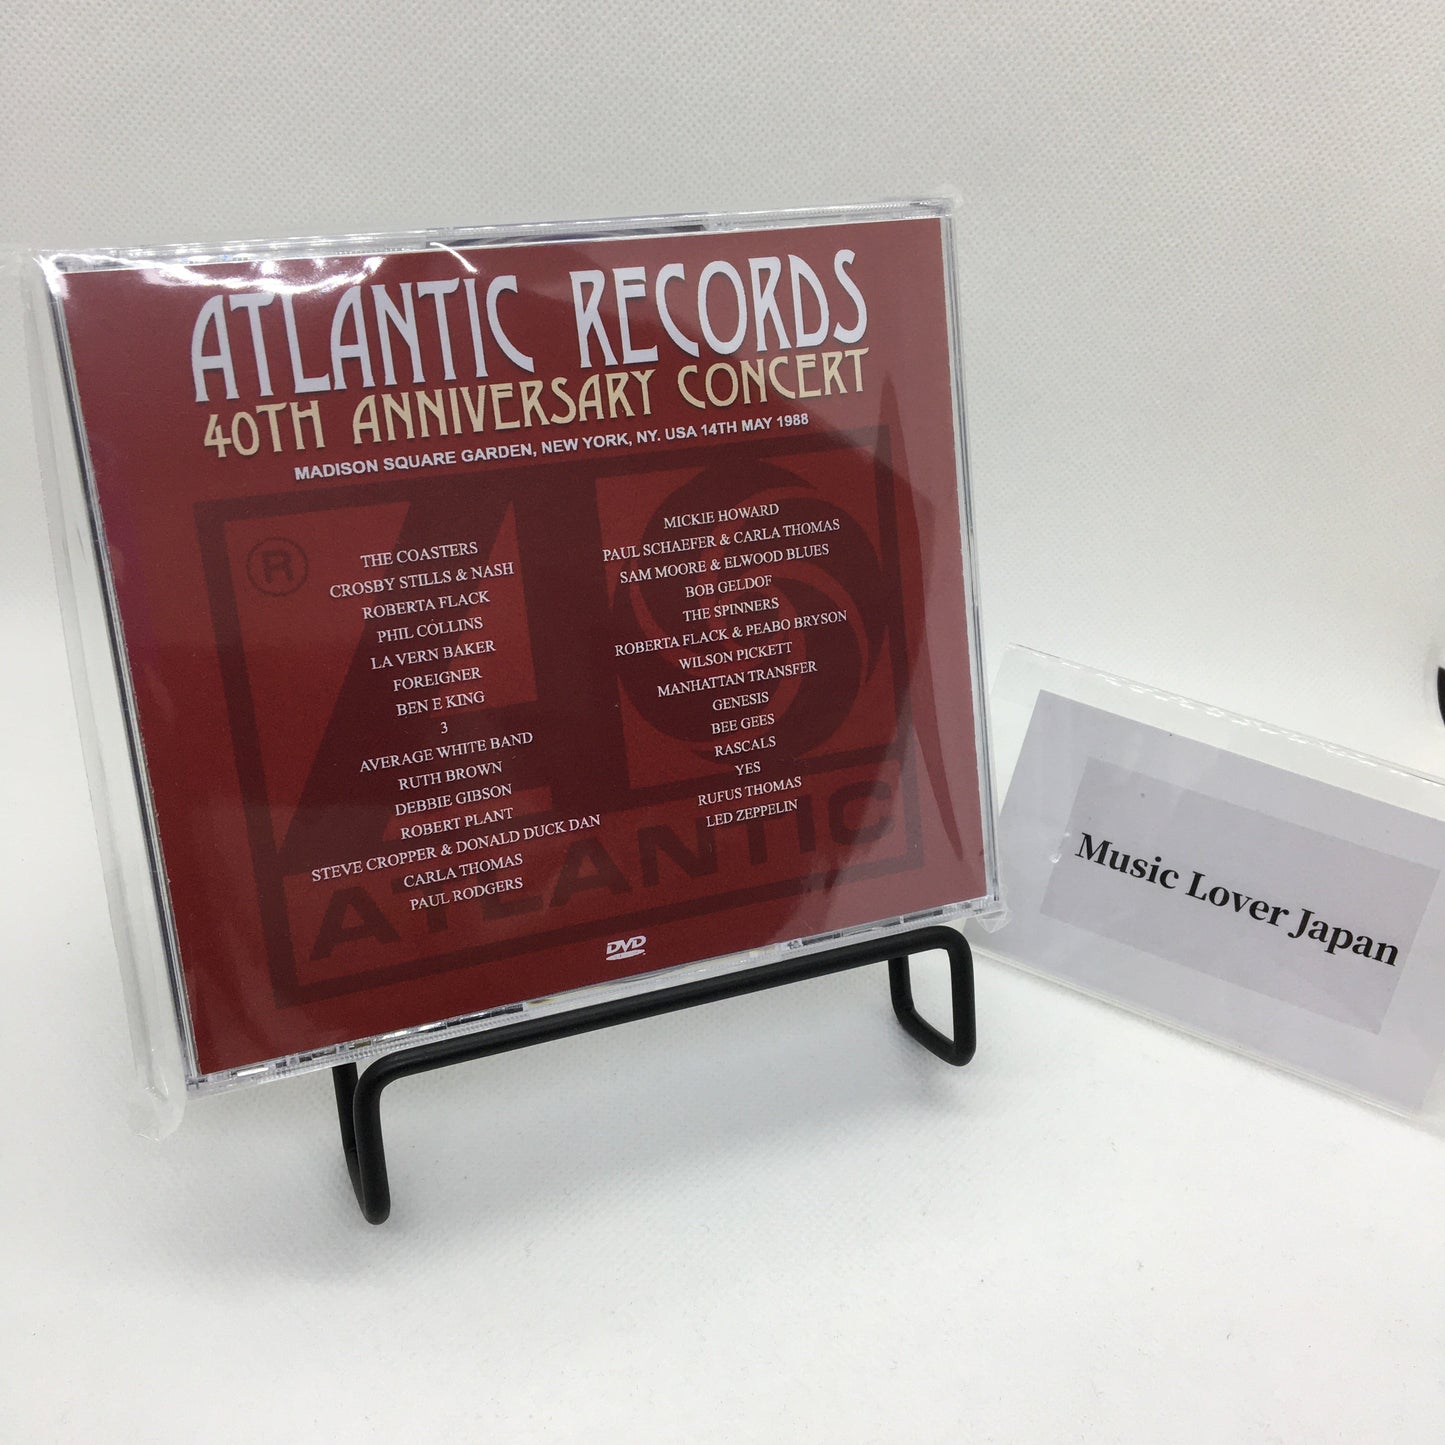 ATLANTIC RECORDS
40TH ANNIVERSARY CONCERT
MADISON SQUARE GARDEN, NEW YORK, NY. USA 14TH MAY 1988
THE COASTERS
CROSBY STILLS & NASH
ROBERTA FLACK
PHIL COLLINS
LA VERN BAKER
FOREIGNER
BEN E KING
3
AVERAGE WHITE BAND
RUTH BROWN
DEBBIE GIBSON
ROBERT PLANT
STEVE CROPPER & DONALD DUCK DAN
CARLA THOMAS
PAUL RODGERS
MICKIE HOWARD
PAUL SCHAEFER & CARLA THOMAS
SAM MOORE & ELWOOD BLUES
BOB GELDOF
THE SPINNERS
ROBERTA FLACK & PEABO BRYSON
WILSON PICKETT
MANHATTAN TRANSFER
GENESIS
BEE GEES
RASCALS
YES
RUFUS THOMAS
LED ZEPPELIN
®
ATLANTIC
DVD
Music Lover Japan